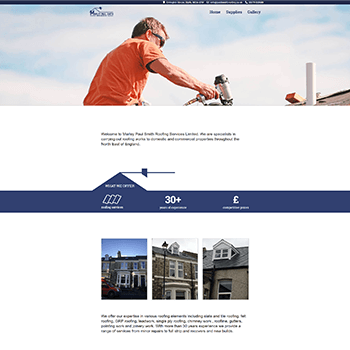 Home Suppliers Gallery
Welcome to Stanley Paul Smith Roofing Services Limited. We are specialists in
carrying out roofing works to domestic and commercial properties throughout the
North East of England.
WHAT WE OFFER
30+
£
roofing services
years of experience
competitive prices
We offer our expertise in various roofing elements including slate and tile roofing, felt
roofing, GRP roofing, leadwork, single ply roofing, chimney work, roofline, gutters,
pointing work and joinery work. With more than 30 years experience we provide a
range of services from minor repairs to full strip and recovers and new builds.